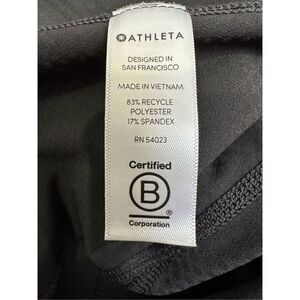 ATHLETA
DESIGNED IN
SAN FRANCISCO
MADE IN VIETNAM
83% RECYCLE
POLYESTER
17% SPANDEX
RN 54023
Certified
B
®
Corporation